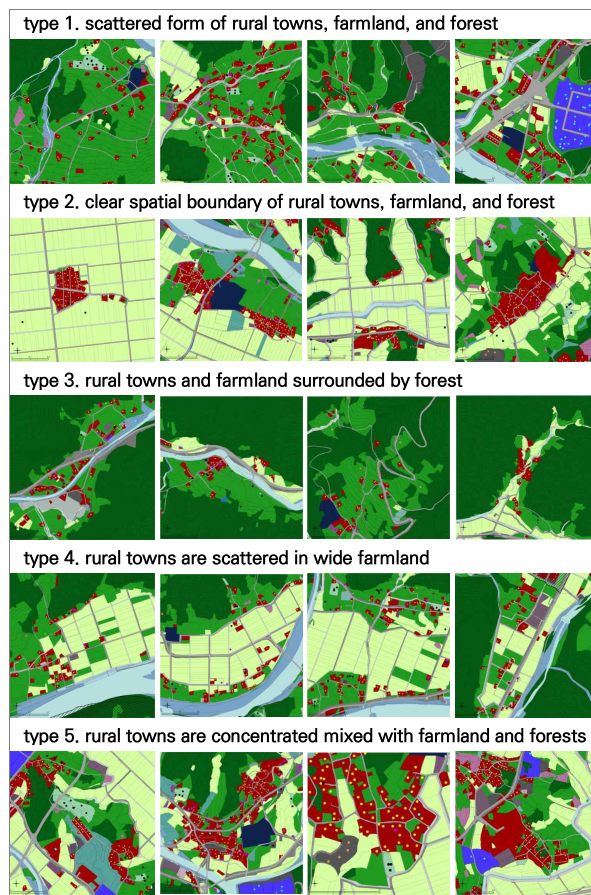 type 1. scattered form of rural towns, farmland, and forest
type 2. clear spatial boundary of rural towns, farmland, and forest
type 3. rural towns and farmland surrounded by forest
type 4. rural towns are scattered in wide farmland
type 5. rural towns are concentrated mixed with farmland and forests